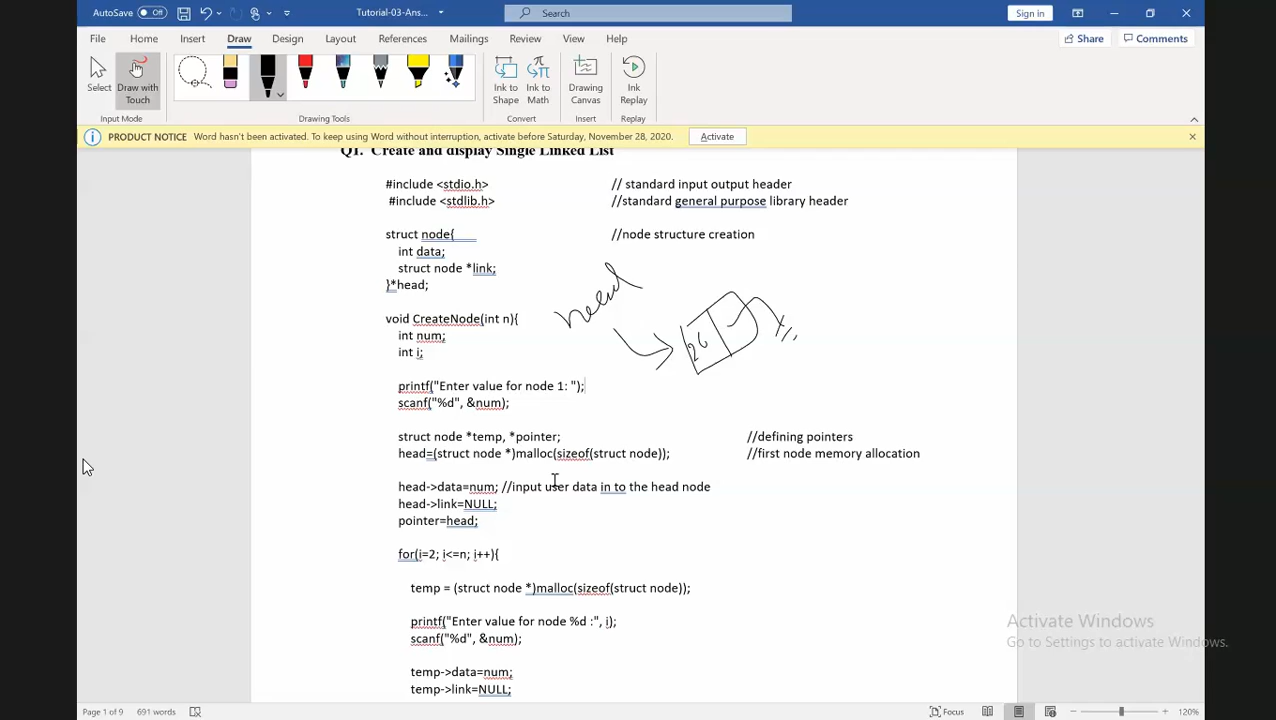 AutoSave Off Tutorial-03-Ans... Search Sign in
File Home Insert Draw Design Layout References Mailings Review View Help Share Comments
Select Draw with Touch Ink to Shape Ink to Math Drawing Canvas Ink Replay
Input Mode Drawing Tools Convert Insert Replay
PRODUCT NOTICE Word hasn't been activated. To keep using Word without interruption, activate before Saturday, November 28, 2020. Activate
Q1. Create and display Single Linked List
#include <stdio.h> // standard input output header
#include <stdlib.h> //standard general purpose library header
struct node{ //node structure creation
int data;
struct node *link;
}*head;
head
void CreateNode(int n){
int num;
int i;
printf("Enter value for node 1: ");
scanf("%d", &num);
struct node *temp, *pointer; //defining pointers
head=(struct node *)malloc(sizeof(struct node)); //first node memory allocation
head->data=num; //input user data in to the head node
head->link=NULL;
pointer=head;
for(i=2; i<=n; i++){
temp = (struct node *)malloc(sizeof(struct node));
printf("Enter value for node %d :", i);
scanf("%d", &num);
temp->data=num;
temp->link=NULL;
Activate Windows
Go to Settings to activate Windows.
Page 1 of 9 691 words Focus 120%